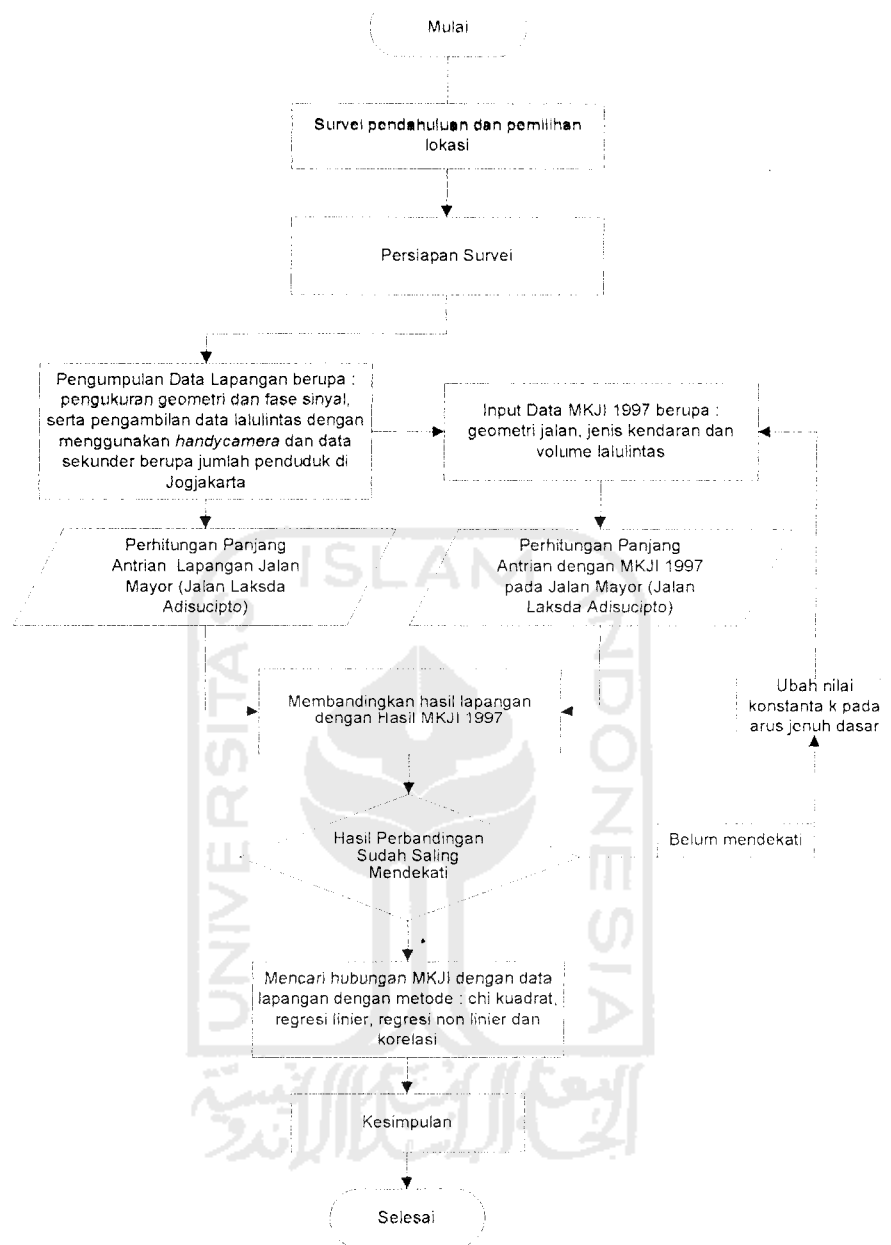 Mulai
Survei pendahuluan dan pemilihan
lokasi
Persiapan Survei
Pengumpulan Data Lapangan berupa :
pengukuran geometri dan fase sinyal,
serta pengambilan data lalulintas dengan
menggunakan handycamera dan data
sekunder berupa jumlah penduduk di
Jogjakarta
Input Data MKJI 1997 berupa :
geometri jalan, jenis kendaran dan
volume lalulintas
Perhitungan Panjang
Antrian Lapangan Jalan
Mayor (Jalan Laksda
Adisucipto)
Perhitungan Panjang
Antrian dengan MKJI 1997
pada Jalan Mayor (Jalan
Laksda Adisucipto)
Membandingkan hasil lapangan
dengan Hasil MKJI 1997
Ubah nilai
konstanta k pada
arus jenuh dasar
Hasil Perbandingan
Sudah Saling
Mendekati
Belum mendekati
Mencari hubungan MKJI dengan data
lapangan dengan metode : chi kuadrat,
regresi linier, regresi non linier dan
korelasi
Kesimpulan
Selesai
UNIVERSITAS
ISLAM
INDONESIA